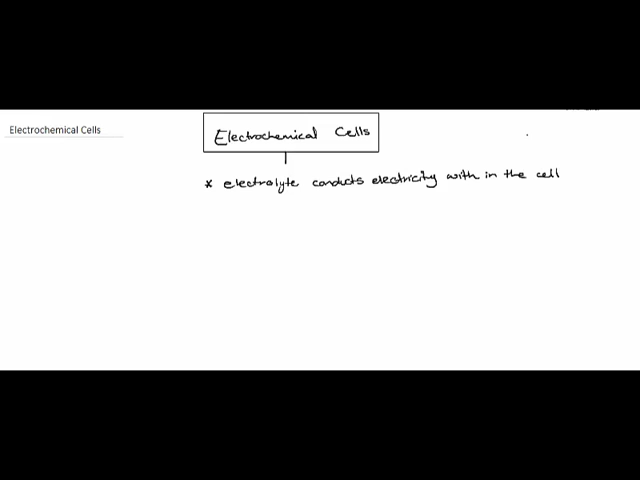 Electrochemical Cells
Electrochemical Cells
* electrolyte conducts electricity with in the cell